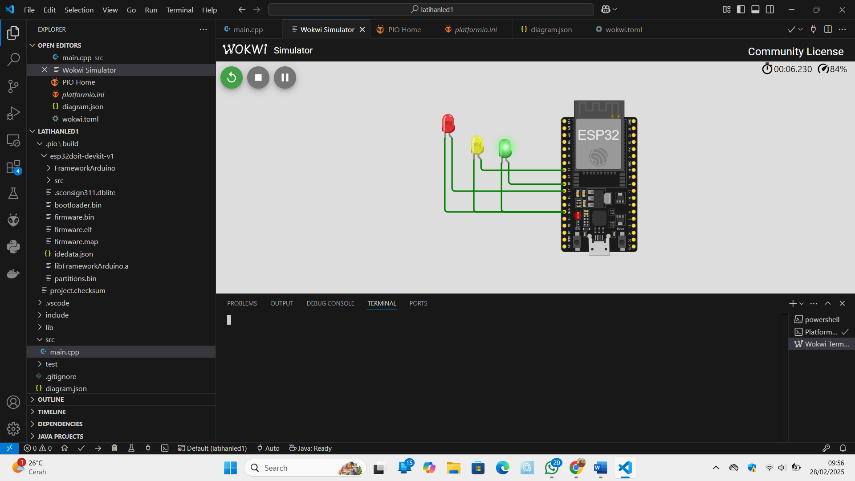 File Edit Selection View Go Run Terminal Help
latihanled1
EXPLORER
OPEN EDITORS
main.cpp src
Wokwi Simulator
PIO Home
platformio.ini
diagram.json
wokwi.toml
LATIHANLED1
.pio \ build
esp32doit-devkit-v1
FrameworkArduino
src
.sconsign311.dblite
bootloader.bin
firmware.bin
firmware.elf
firmware.map
idedata.json
libFrameworkArduino.a
partitions.bin
project.checksum
.vscode
include
lib
src
main.cpp
test
.gitignore
diagram.json
OUTLINE
TIMELINE
DEPENDENCIES
JAVA PROJECTS
4
main.cpp
Wokwi Simulator
PIO Home
platformio.ini
diagram.json
wokwi.toml
WOKWI Simulator
Community License
00:06.230 84%
ESP32
PROBLEMS OUTPUT DEBUG CONSOLE TERMINAL PORTS
powershell
Platform...
Wokwi Term...
0 0
Default (latihanled1)
Auto
Java: Ready
1
26°C
Cerah
Search
15
20
09:56
28/02/2025